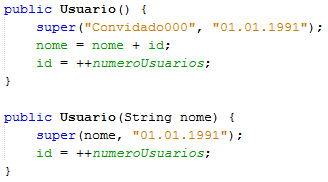 public Usuario() {
super("Convidado000", "01.01.1991");
nome = nome + id;
id = ++numeroUsuarios;
}
public Usuario(String nome) {
super(nome, "01.01.1991");
id = ++numeroUsuarios;
}